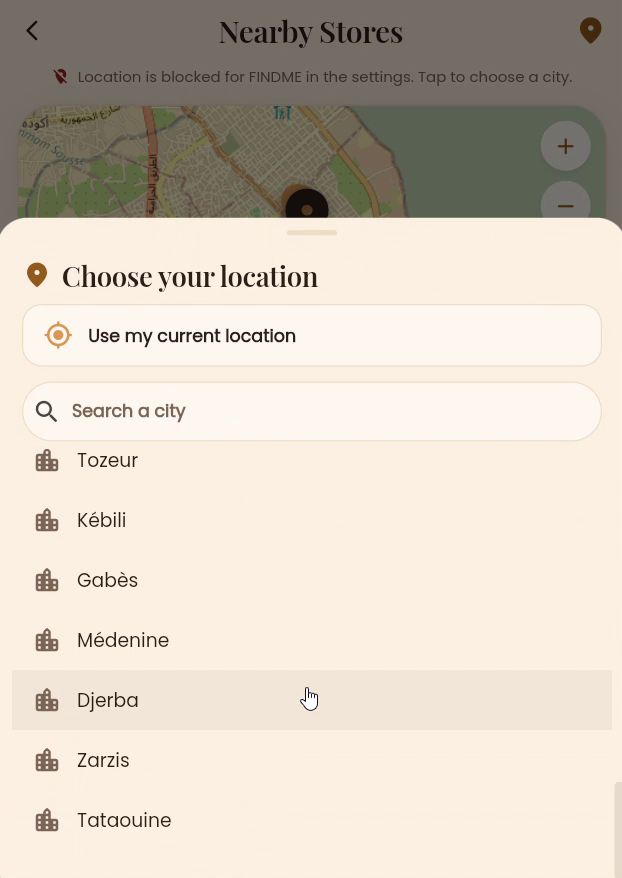 Nearby Stores
Location is blocked for FINDME in the settings. Tap to choose a city.
Choose your location
Use my current location
Search a city
Tozeur
Kébili
Gabès
Médenine
Djerba
Zarzis
Tataouine